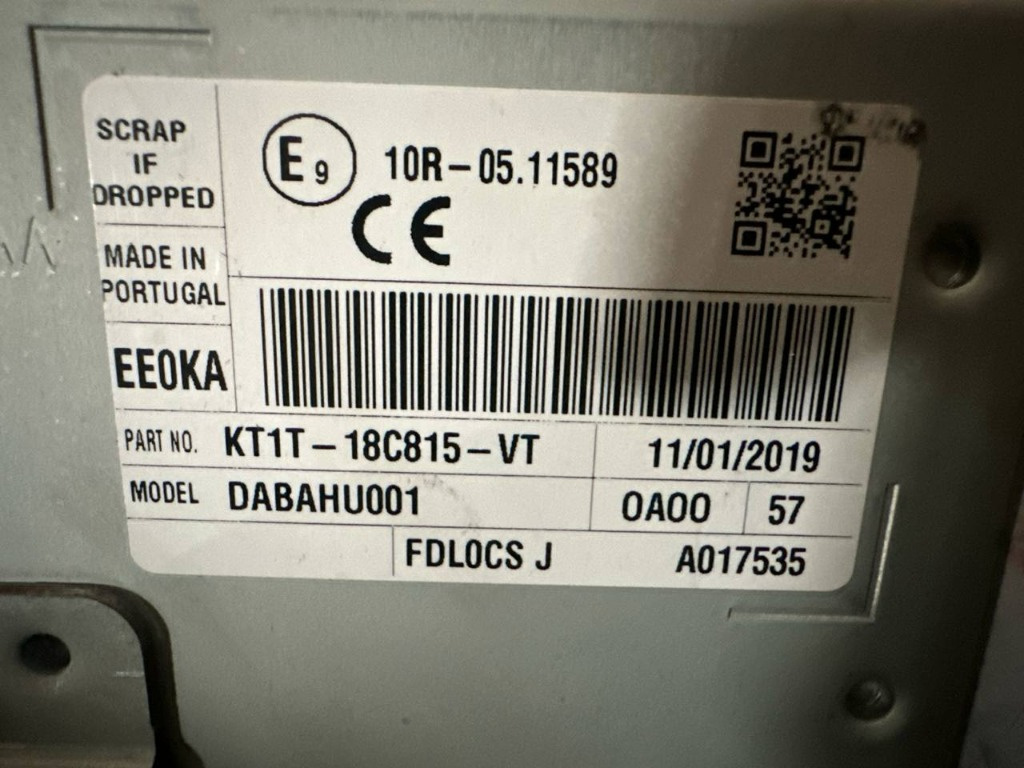 SCRAP
IF
DROPPED
E9 10R-05.11589
CE
MADE IN
PORTUGAL
EE0KA
PART NO. KT1T-18C815-VT 11/01/2019
MODEL DABAHU001 0A00 57
FDL0CS J A017535